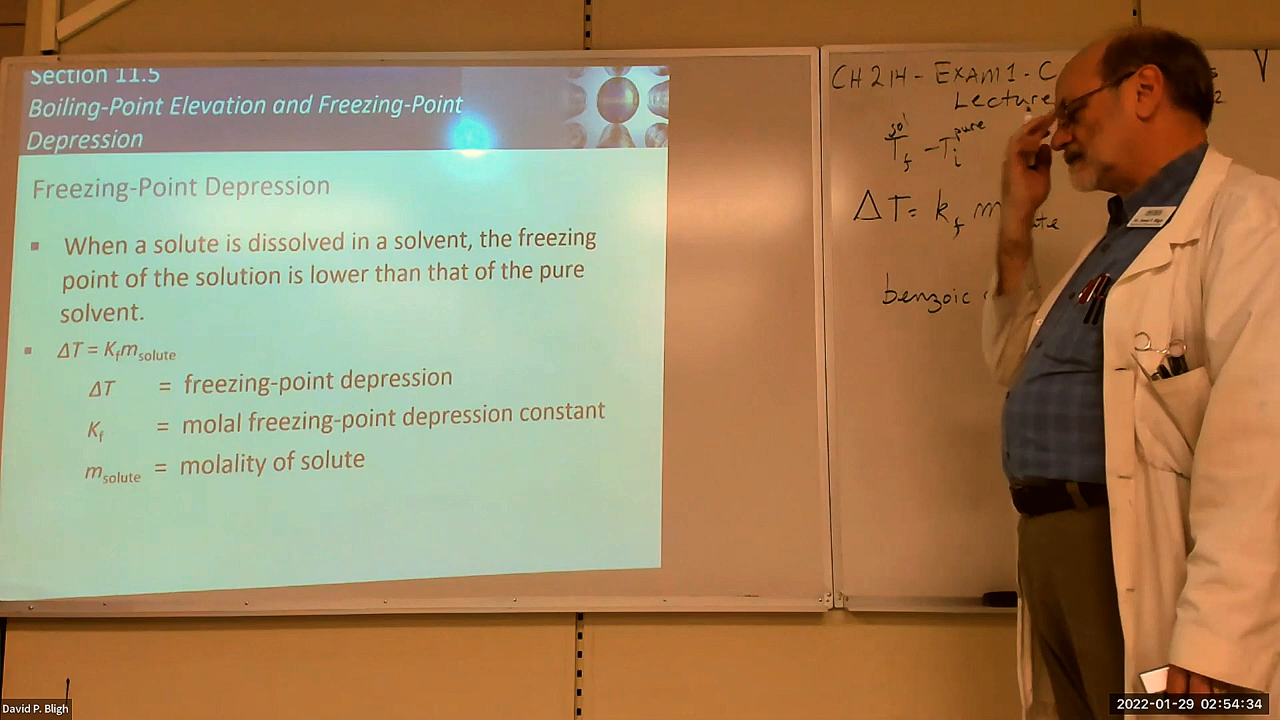 Section 11.5
Boiling-Point Elevation and Freezing-Point
Depression
Freezing-Point Depression
▪ When a solute is dissolved in a solvent, the freezing
point of the solution is lower than that of the pure
solvent.
▪ ΔT = Kfmsolute
ΔT = freezing-point depression
Kf = molal freezing-point depression constant
msolute = molality of solute
CH 214 - EXAM 1 - C
Lecture
Tf - Ti pure
ΔT = kf m
benzoic
David P. Bligh
2022-01-29 02:54:34